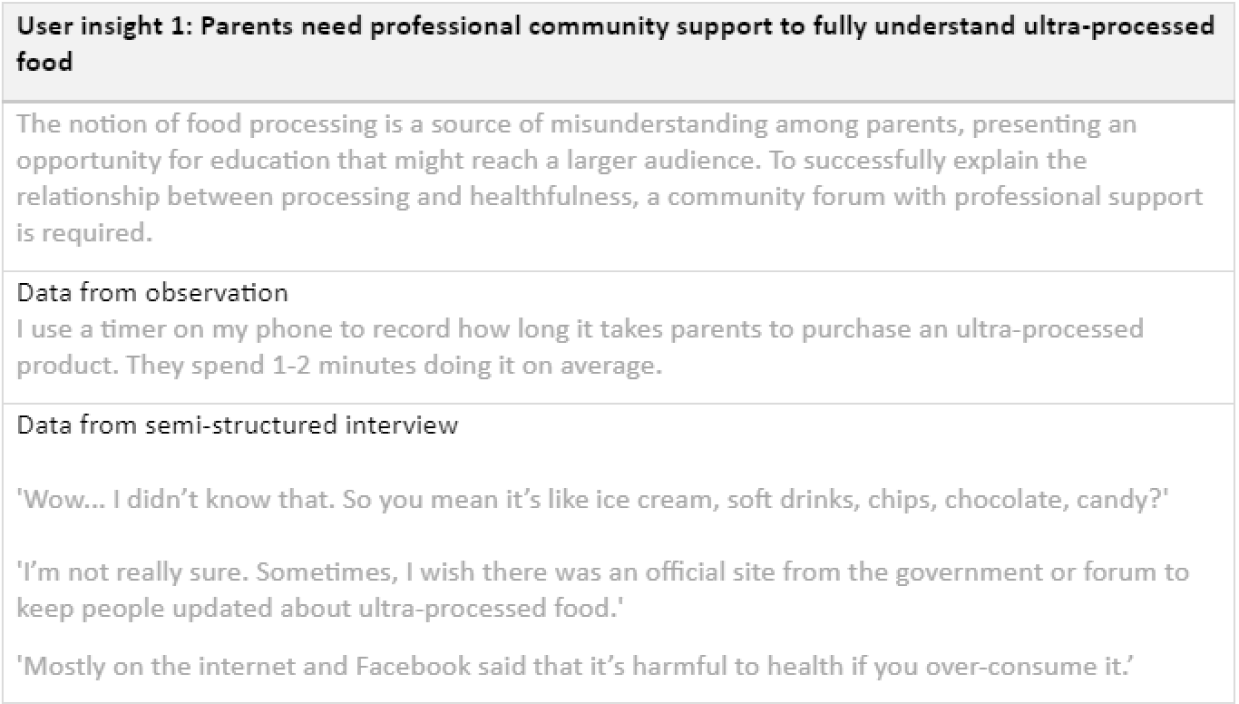 User insight 1: Parents need professional community support to fully understand ultra-processed
food
The notion of food processing is a source of misunderstanding among parents, presenting an
opportunity for education that might reach a larger audience. To successfully explain the
relationship between processing and healthfulness, a community forum with professional support
is required.
Data from observation
I use a timer on my phone to record how long it takes parents to purchase an ultra-processed
product. They spend 1-2 minutes doing it on average.
Data from semi-structured interview
'Wow... I didn’t know that. So you mean it’s like ice cream, soft drinks, chips, chocolate, candy?'
'I’m not really sure. Sometimes, I wish there was an official site from the government or forum to
keep people updated about ultra-processed food.'
'Mostly on the internet and Facebook said that it’s harmful to health if you over-consume it.’